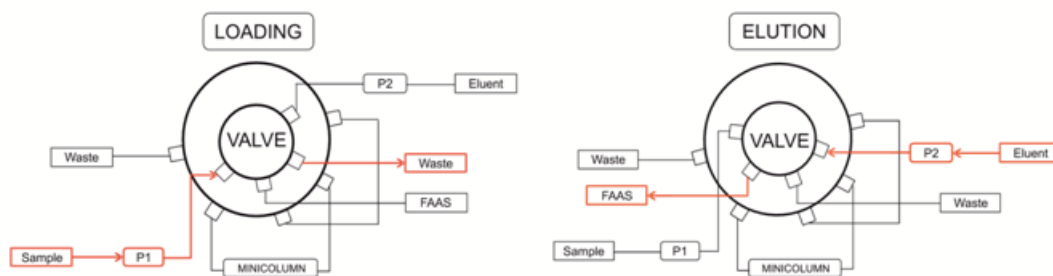 LOADING
P2
Eluent
VALVE
Waste
Waste
FAAS
Sample
P1
MINICOLUMN
ELUTION
VALVE
Waste
P2
Eluent
FAAS
Waste
Sample
P1
MINICOLUMN